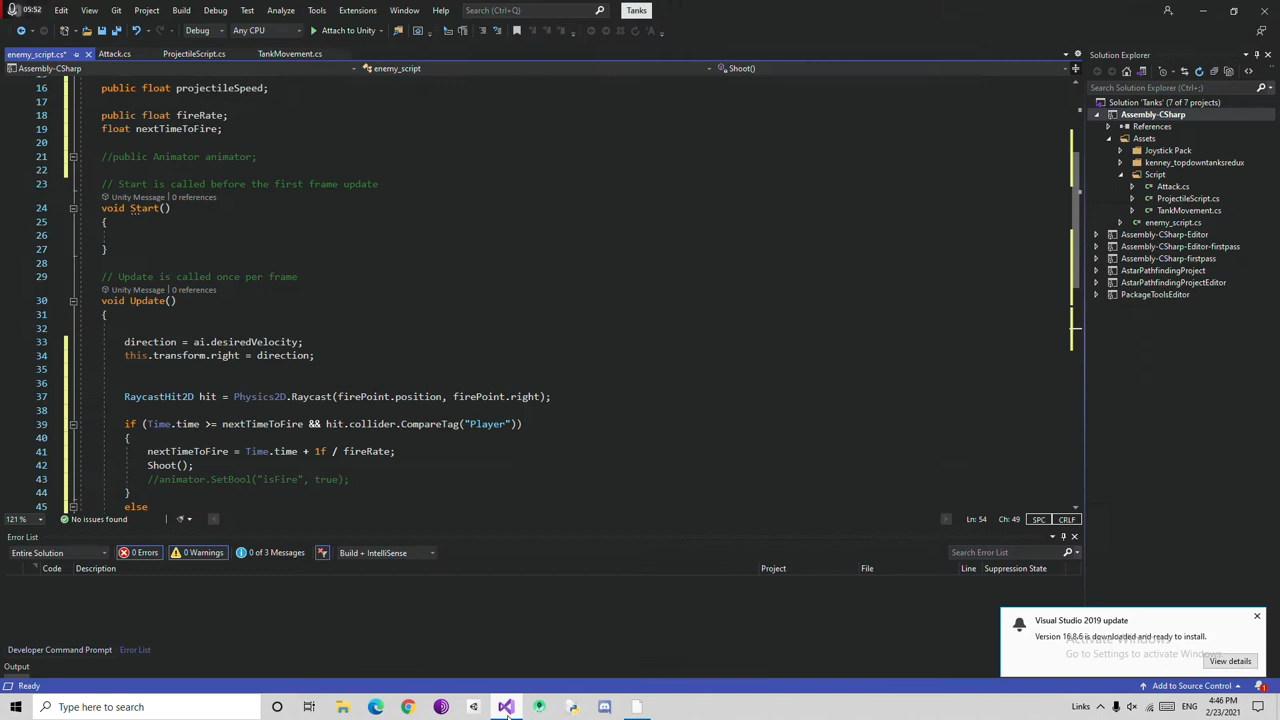 05:52 Edit View Git Project Build Debug Test Analyze Tools Extensions Window Help Search (Ctrl+Q) Tanks
Debug Any CPU Attach to Unity
enemy_script.cs* Attack.cs ProjectileScript.cs TankMovement.cs
Assembly-CSharp enemy_script Shoot()
16 public float projectileSpeed;
17
18 public float fireRate;
19 float nextTimeToFire;
20
21 //public Animator animator;
22
23 // Start is called before the first frame update
Unity Message | 0 references
24 void Start()
25 {
26
27 }
28
29 // Update is called once per frame
Unity Message | 0 references
30 void Update()
31 {
32
33 direction = ai.desiredVelocity;
34 this.transform.right = direction;
35
36
37 RaycastHit2D hit = Physics2D.Raycast(firePoint.position, firePoint.right);
38
39 if (Time.time >= nextTimeToFire && hit.collider.CompareTag("Player"))
40 {
41 nextTimeToFire = Time.time + 1f / fireRate;
42 Shoot();
43 //animator.SetBool("isFire", true);
44 }
45 else
121 % No issues found Ln: 54 Ch: 49 SPC CRLF
Error List
Entire Solution 0 Errors 0 Warnings 0 of 3 Messages Build + IntelliSense Search Error List
Code Description Project File Line Suppression State
Developer Command Prompt Error List
Output
Ready Add to Source Control 1
Solution Explorer
Search Solution Explorer (Ctrl+;)
Solution 'Tanks' (7 of 7 projects)
Assembly-CSharp
References
Assets
Joystick Pack
kenney_topdowntanksredux
Script
Attack.cs
ProjectileScript.cs
TankMovement.cs
enemy_script.cs
Assembly-CSharp-Editor
Assembly-CSharp-Editor-firstpass
Assembly-CSharp-firstpass
AstarPathfindingProject
AstarPathfindingProjectEditor
PackageToolsEditor
Visual Studio 2019 update
Version 16.8.6 is downloaded and ready to install.
View details
Activate Windows
Go to Settings to activate Windows.
Type here to search Links ENG 4:46 PM
2/23/2021